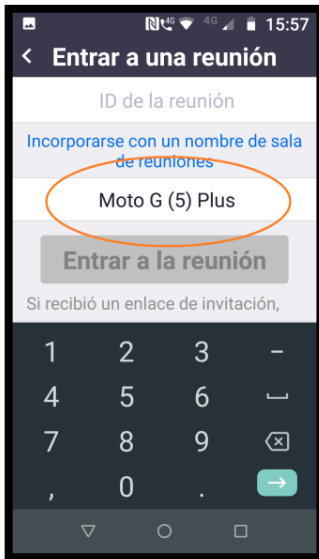 4G 4G 15:57
Entrar a una reunión
ID de la reunión
Incorporarse con un nombre de sala
de reuniones
Moto G (5) Plus
Entrar a la reunión
Si recibió un enlace de invitación,
1 2 3 -
4 5 6
7 8 9
, 0 .